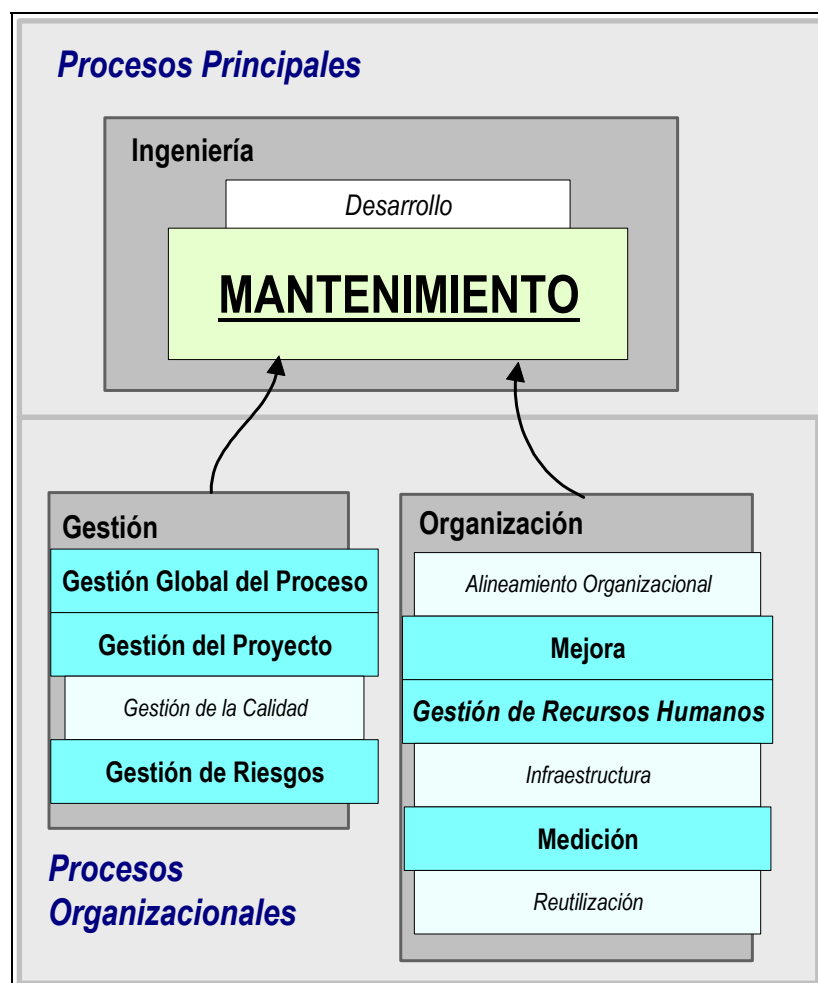 Procesos Principales
Ingeniería
Desarrollo
MANTENIMIENTO
Gestión
Gestión Global del Proceso
Gestión del Proyecto
Gestión de la Calidad
Gestión de Riesgos
Organización
Alineamiento Organizacional
Mejora
Gestión de Recursos Humanos
Infraestructura
Medición
Reutilización
Procesos
Organizacionales